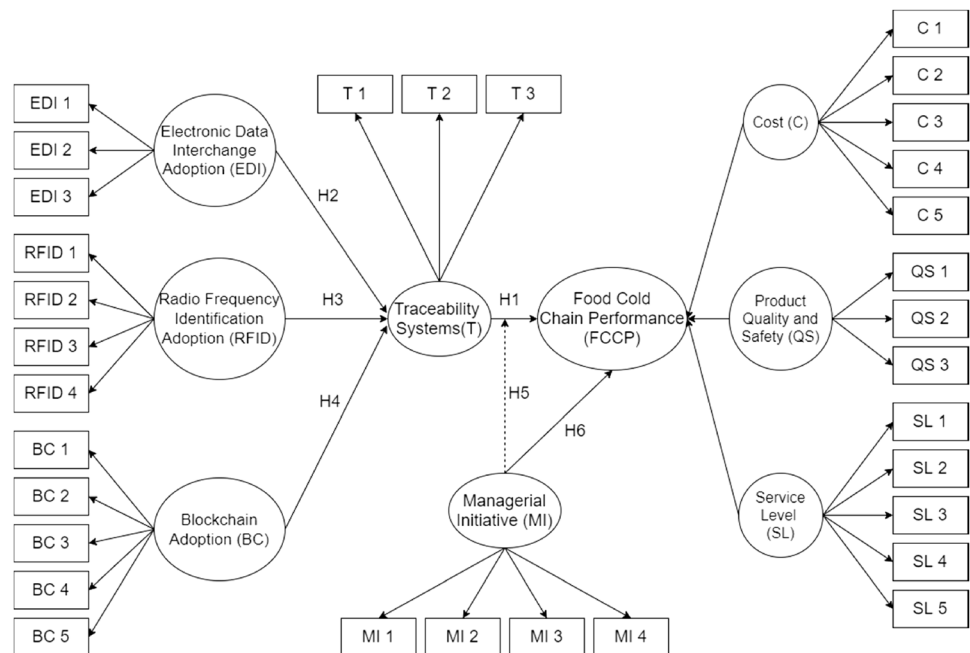 EDI 1
EDI 2
EDI 3
Electronic Data
Interchange
Adoption (EDI)
RFID 1
RFID 2
RFID 3
RFID 4
Radio Frequency
Identification
Adoption (RFID)
BC 1
BC 2
BC 3
BC 4
BC 5
Blockchain
Adoption (BC)
H2
H3
H4
T 1
T 2
T 3
Traceability
Systems(T)
H1
H5
H6
Food Cold
Chain Performance
(FCCP)
Managerial
Initiative (MI)
MI 1
MI 2
MI 3
MI 4
Cost (C)
C 1
C 2
C 3
C 4
C 5
Product
Quality and
Safety (QS)
QS 1
QS 2
QS 3
Service
Level
(SL)
SL 1
SL 2
SL 3
SL 4
SL 5